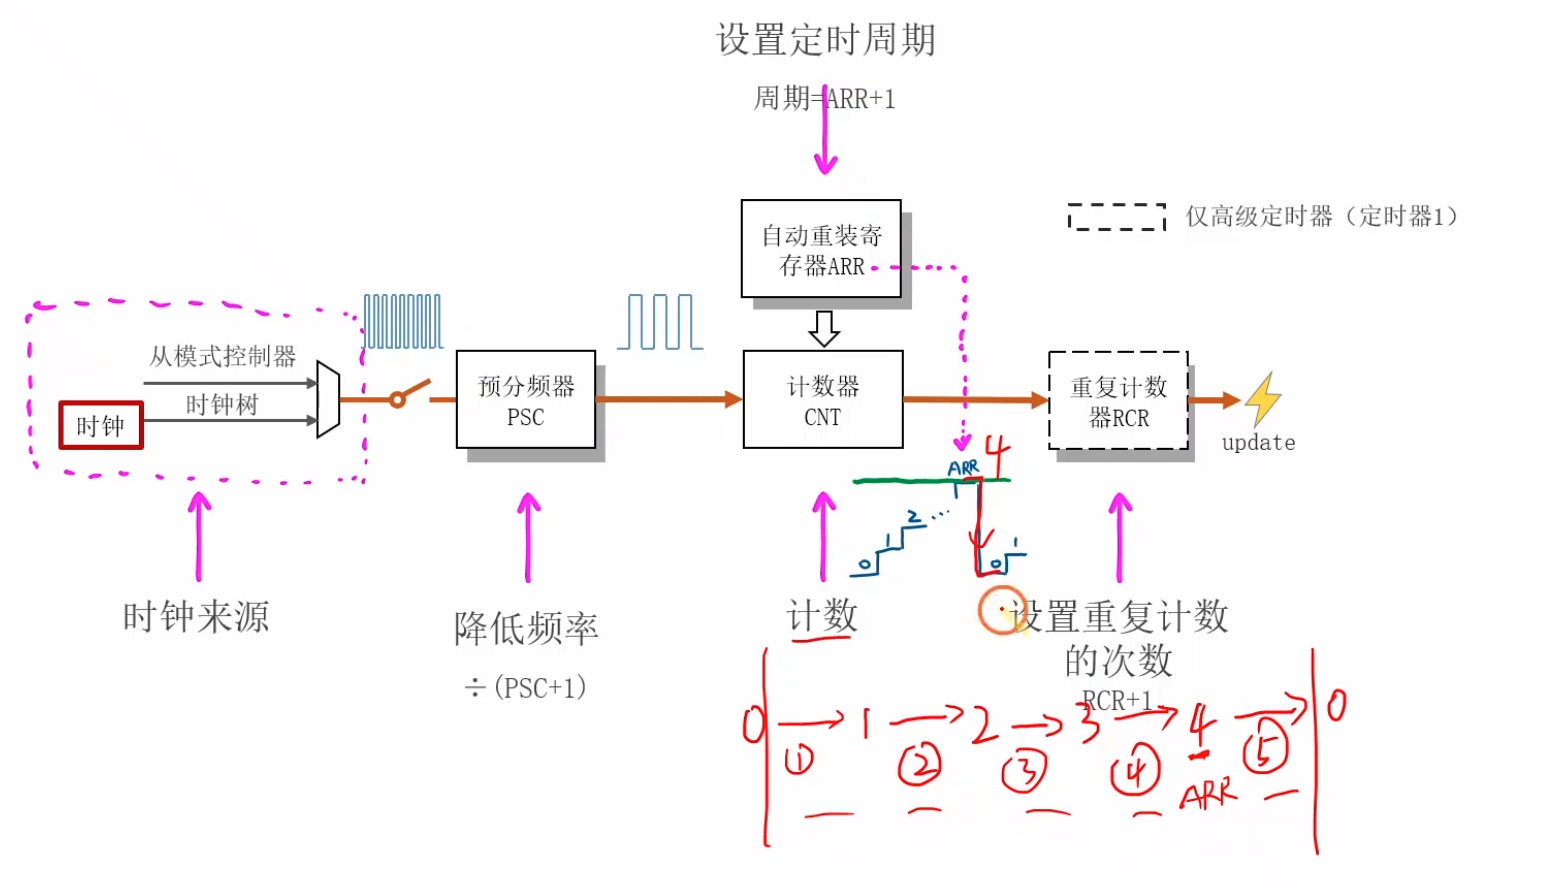 设置定时周期
周期=ARR+1
自动重装寄
存器ARR
仅高级定时器（定时器1）
从模式控制器
时钟树
时钟
预分频器
PSC
计数器
CNT
重复计数
器RCR
update
ARR 4
0 1 2 ... 0 1
时钟来源
降低频率
÷(PSC+1)
计数
设置重复计数
的次数
RCR+1
0 → 1 → 2 → 3 → 4 → 0
① ② ③ ④ ⑤
ARR